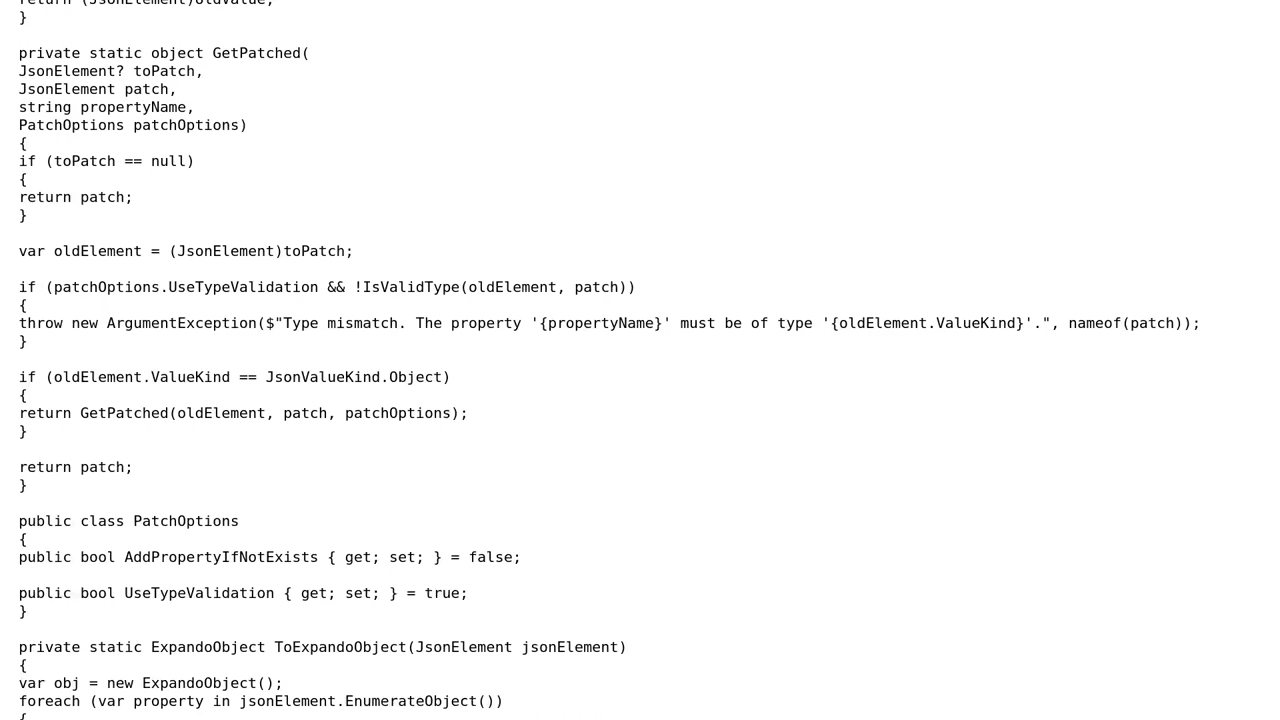 return (JsonElement)oldValue;
}

private static object GetPatched(
JsonElement? toPatch,
JsonElement patch,
string propertyName,
PatchOptions patchOptions)
{
if (toPatch == null)
{
return patch;
}

var oldElement = (JsonElement)toPatch;

if (patchOptions.UseTypeValidation && !IsValidType(oldElement, patch))
{
throw new ArgumentException($"Type mismatch. The property '{propertyName}' must be of type '{oldElement.ValueKind}'.", nameof(patch));
}

if (oldElement.ValueKind == JsonValueKind.Object)
{
return GetPatched(oldElement, patch, patchOptions);
}

return patch;
}

public class PatchOptions
{
public bool AddPropertyIfNotExists { get; set; } = false;

public bool UseTypeValidation { get; set; } = true;
}

private static ExpandoObject ToExpandoObject(JsonElement jsonElement)
{
var obj = new ExpandoObject();
foreach (var property in jsonElement.EnumerateObject())
{